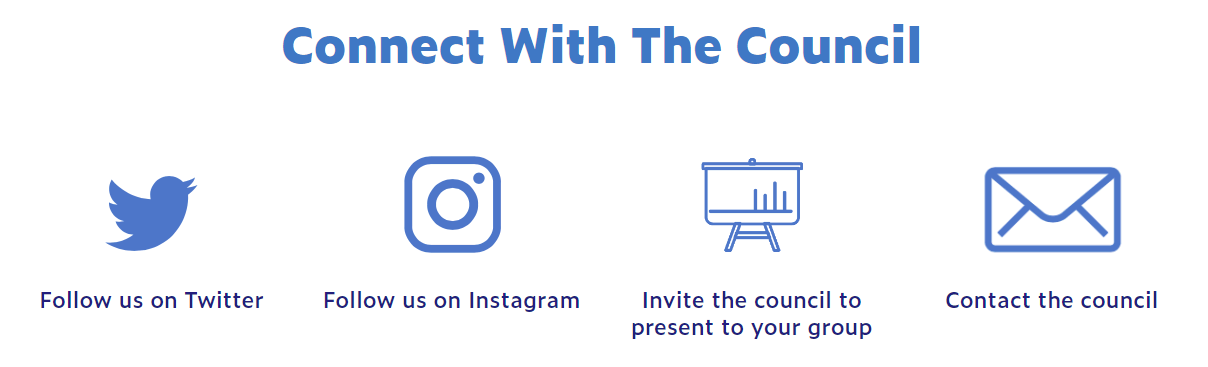 Connect With The Council
Follow us on Twitter
Follow us on Instagram
Invite the council to
present to your group
Contact the council